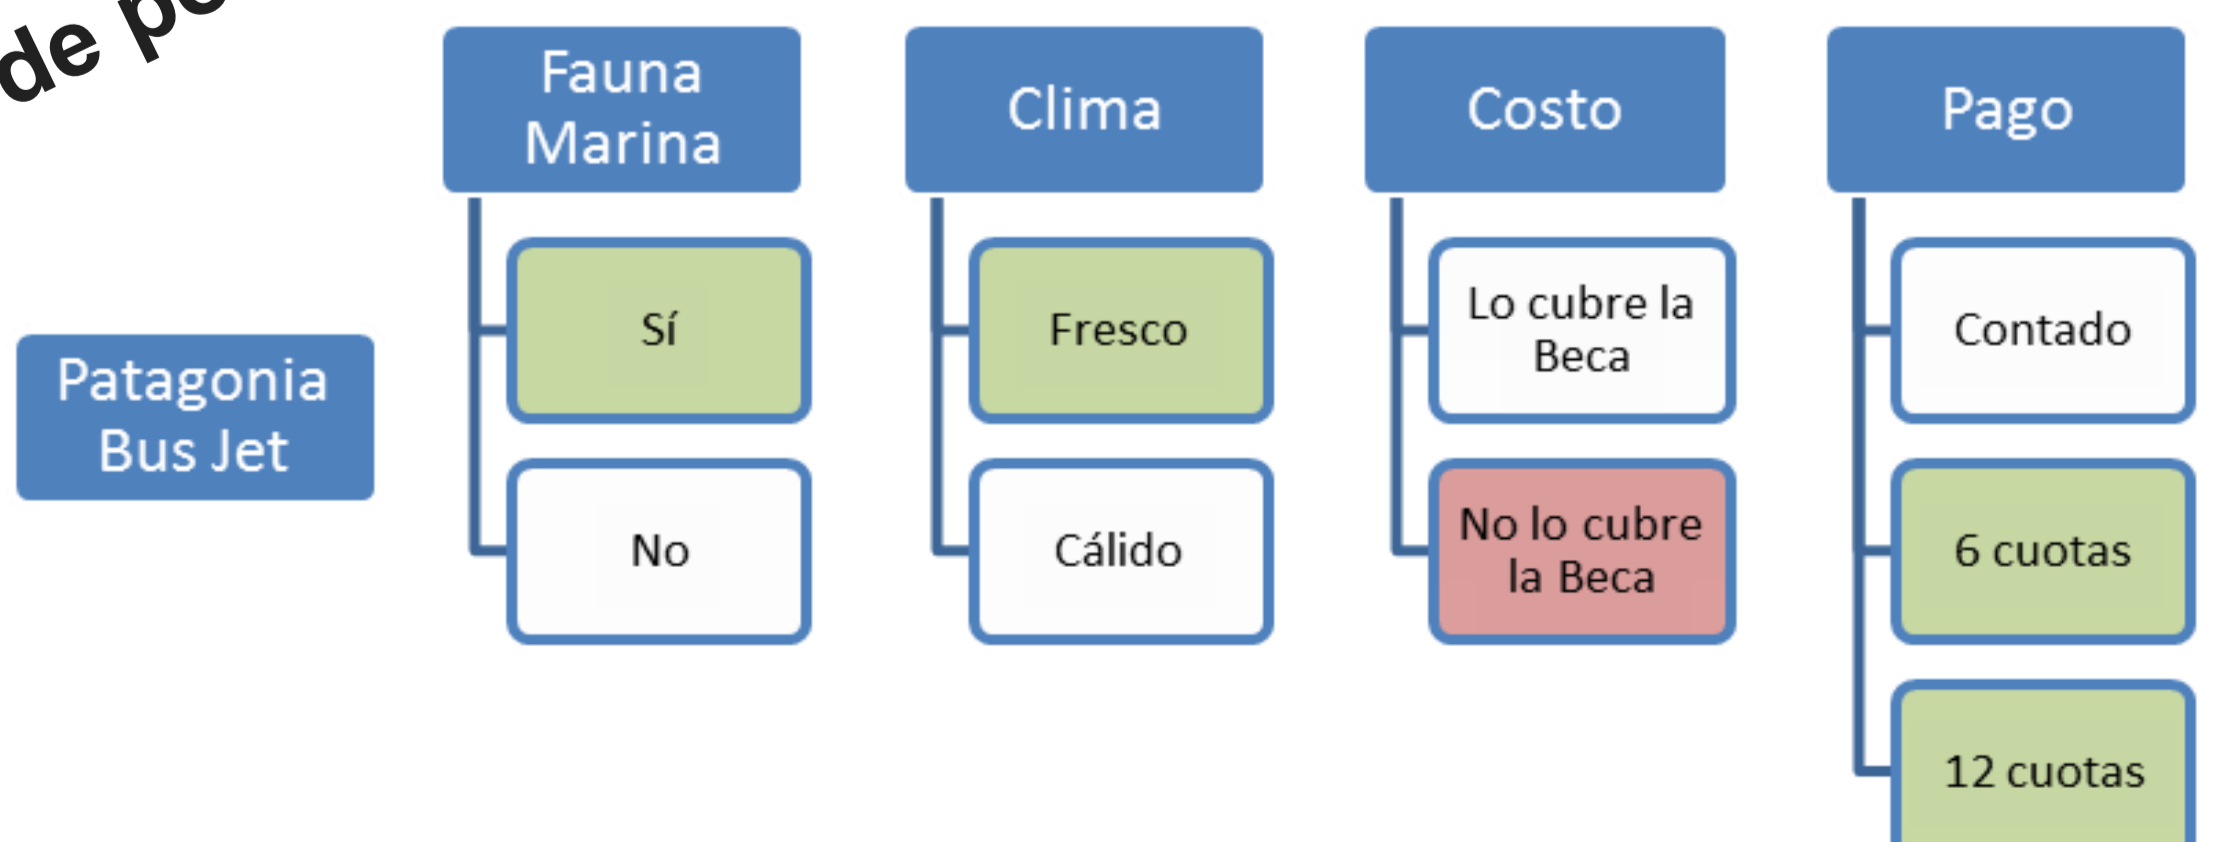 de
Fauna
Marina
Clima
Costo
Pago
Patagonia
Bus Jet
Sí
No
Fresco
Cálido
Lo cubre la
Beca
No lo cubre
la Beca
Contado
6 cuotas
12 cuotas